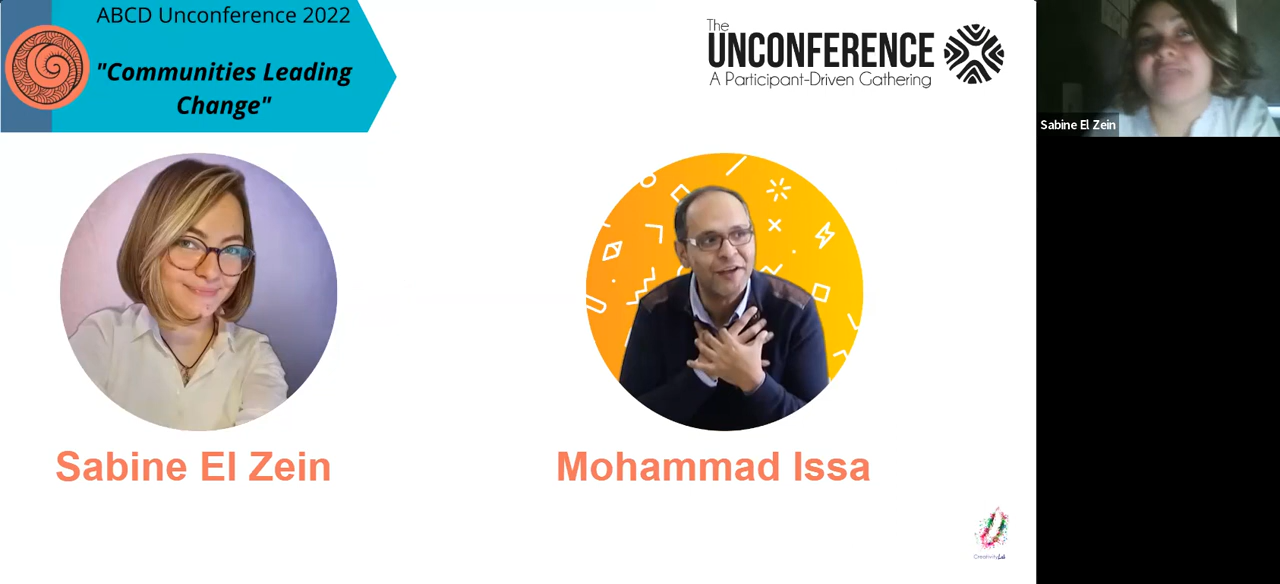 ABCD Unconference 2022
"Communities Leading
Change"
The
UNCONFERENCE
A Participant-Driven Gathering
Sabine El Zein
Sabine El Zein
Mohammad Issa
CreativityLab